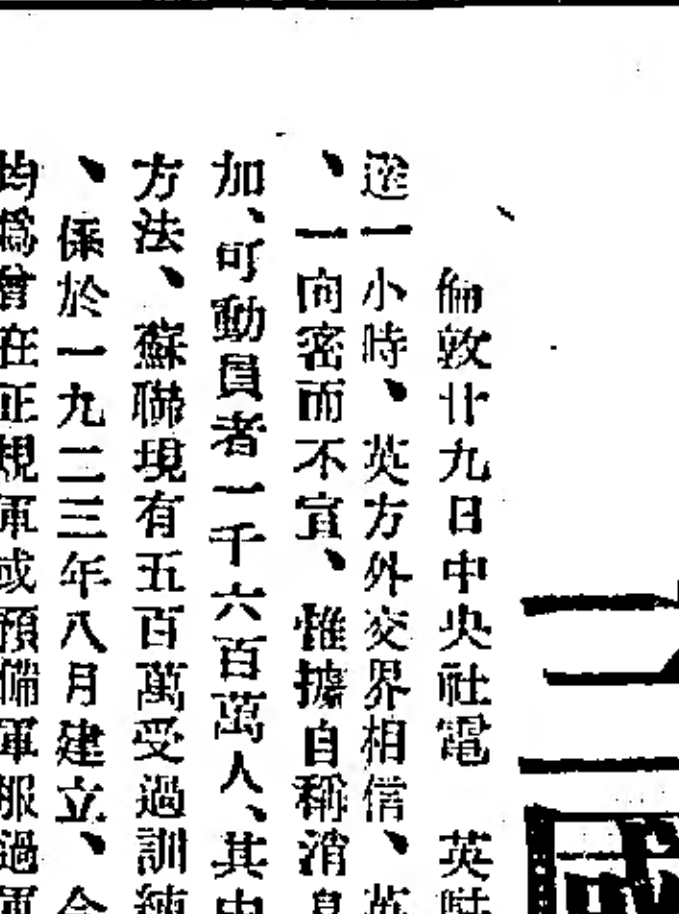 倫敦廿九日中央社電　英駐
達一小時、英方外交界相信、英
、一向密而不宣、惟據自稱消息
加、可動員者一千六百萬人、其中
方法、蘇聯現有五百萬受過訓練
、係於一九二三年八月建立、今
均爲曾在正規軍或預備軍服過軍